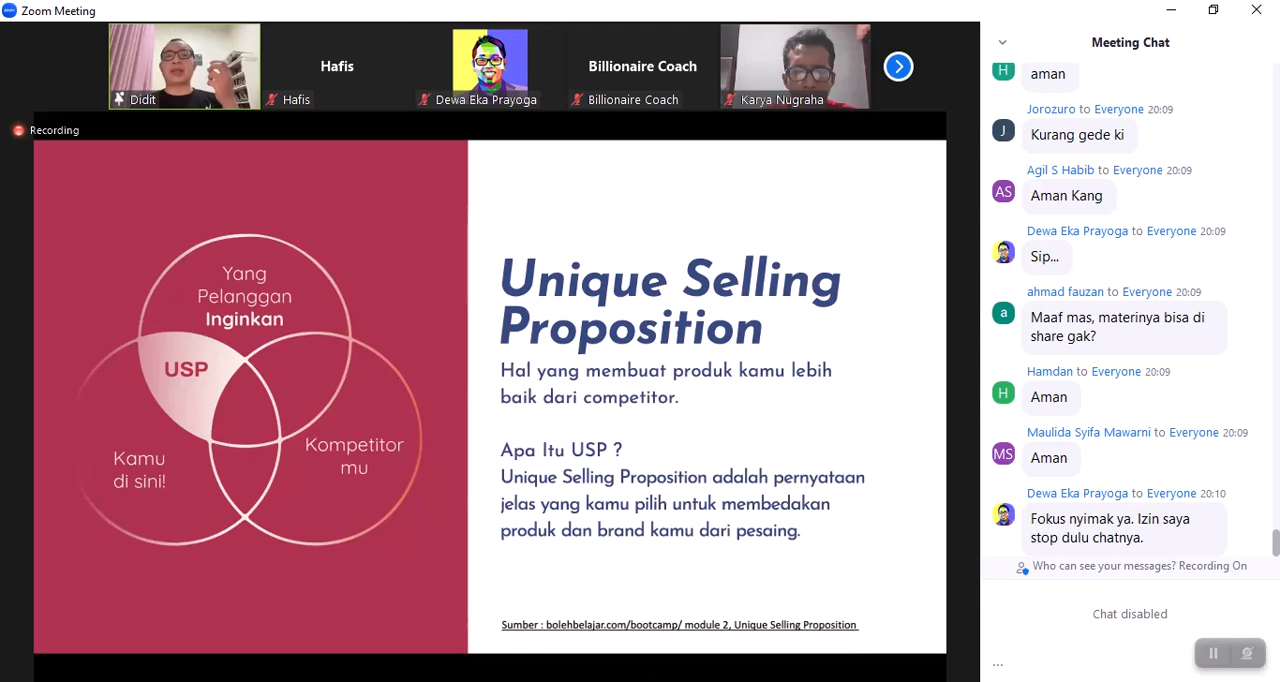 Zoom Meeting
Hafis
Billionaire Coach
Didit
Hafis
Dewa Eka Prayoga
Billionaire Coach
Karya Nugraha
Recording
Yang
Pelanggan
Inginkan
USP
Kamu
di sini!
Kompetitor
mu
Unique Selling
Proposition
Hal yang membuat produk kamu lebih
baik dari competitor.
Apa Itu USP ?
Unique Selling Proposition adalah pernyataan
jelas yang kamu pilih untuk membedakan
produk dan brand kamu dari pesaing.
Sumber : bolehbelajar.com/bootcamp/ module 2, Unique Selling Proposition
Meeting Chat
H
aman
Jorozuro to Everyone 20:09
J
Kurang gede ki
Agil S Habib to Everyone 20:09
AS
Aman Kang
Dewa Eka Prayoga to Everyone 20:09
Sip...
ahmad fauzan to Everyone 20:09
a
Maaf mas, materinya bisa di
share gak?
Hamdan to Everyone 20:09
H
Aman
Maulida Syifa Mawarni to Everyone 20:09
MS
Aman
Dewa Eka Prayoga to Everyone 20:10
Fokus nyimak ya. Izin saya
stop dulu chatnya.
Who can see your messages? Recording On
Chat disabled
...